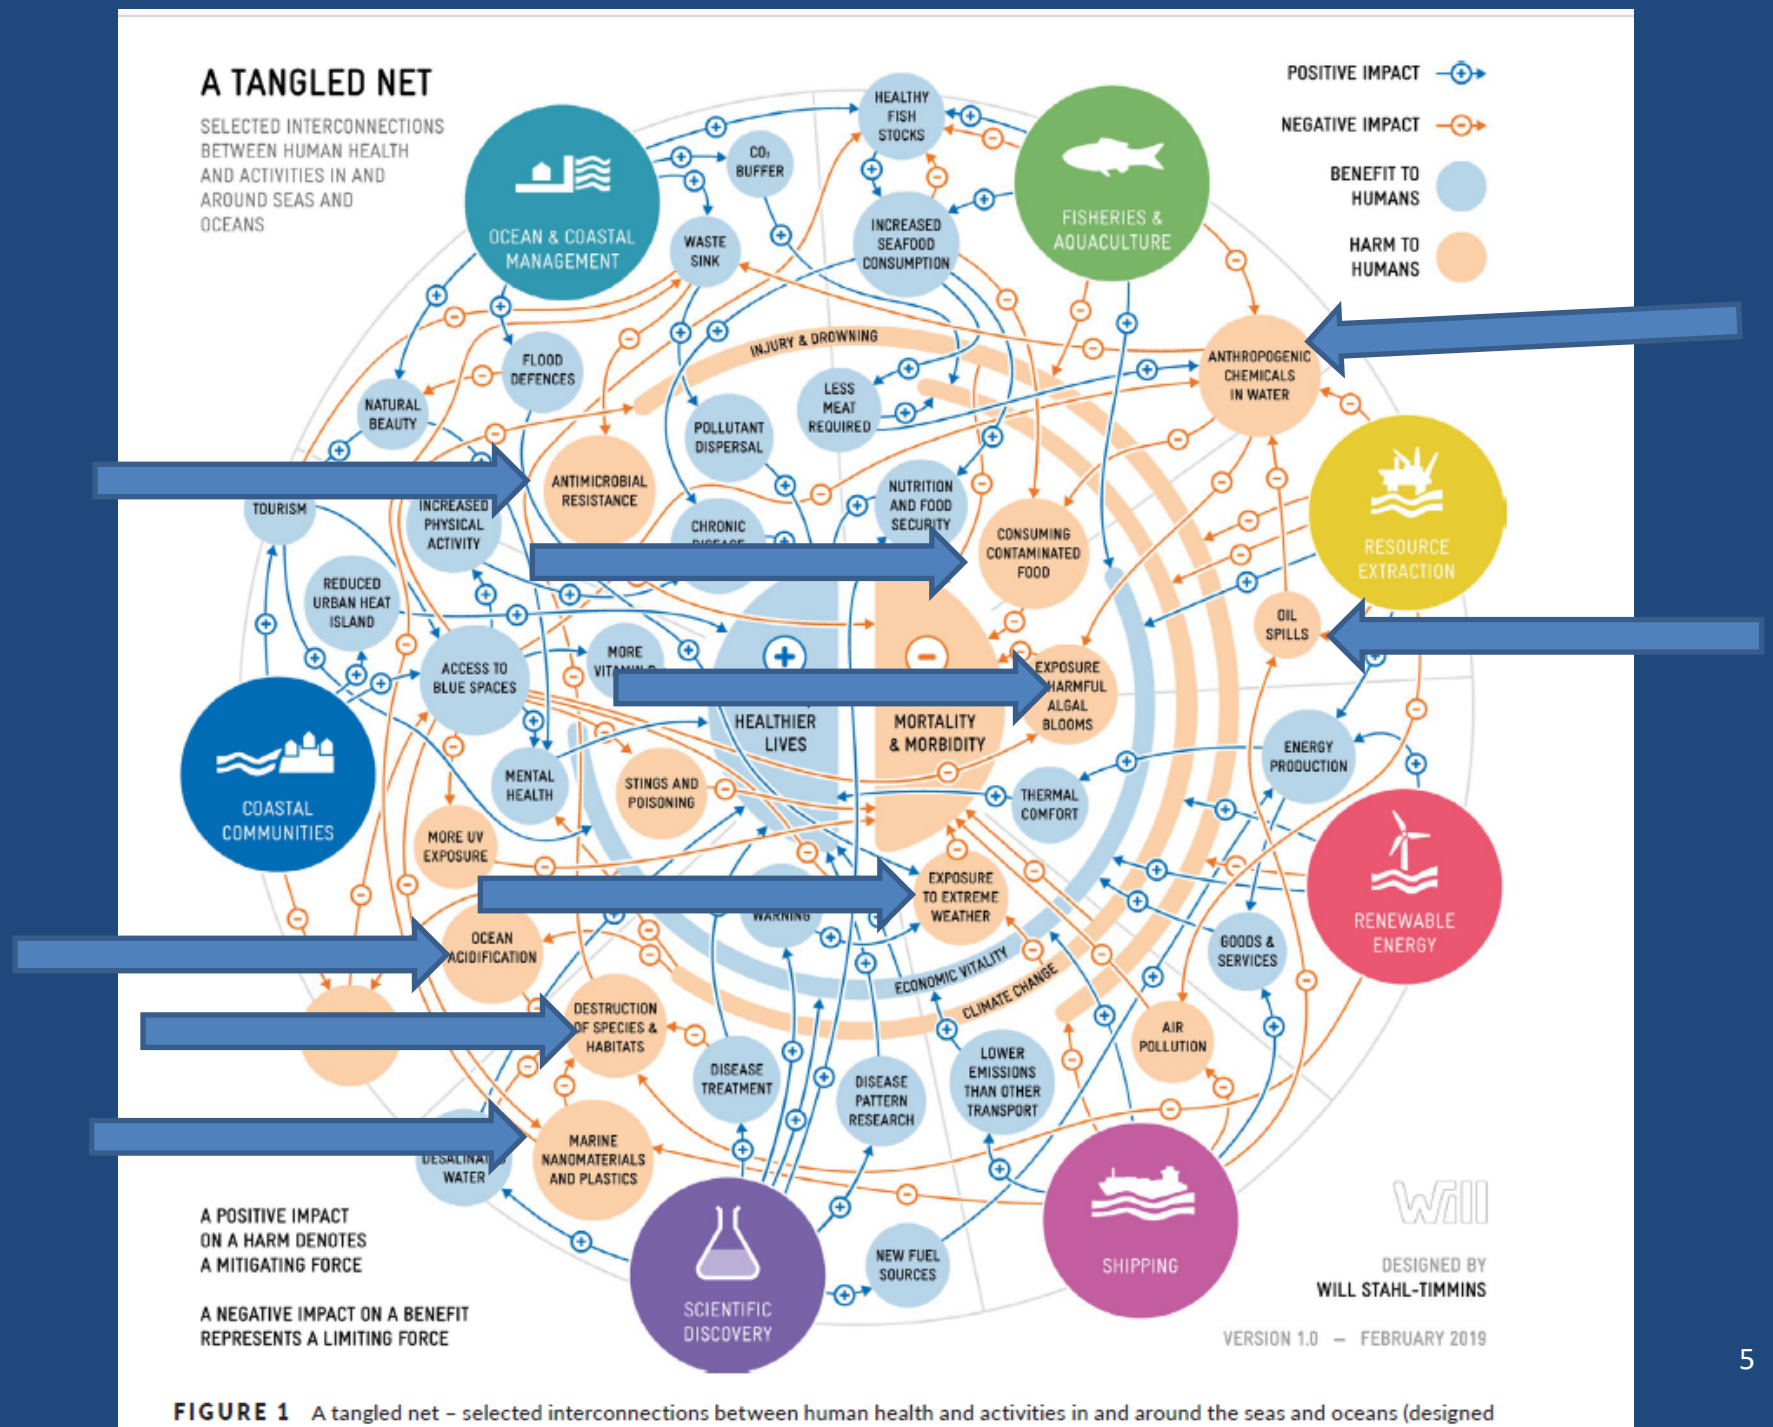 A TANGLED NET
SELECTED INTERCONNECTIONS
BETWEEN HUMAN HEALTH
AND ACTIVITIES IN AND
AROUND SEAS AND
OCEANS
POSITIVE IMPACT
NEGATIVE IMPACT
BENEFIT TO
HUMANS
HARM TO
HUMANS
OCEAN & COASTAL
MANAGEMENT
CO₂
BUFFER
WASTE
SINK
HEALTHY
FISH
STOCKS
INCREASED
SEAFOOD
CONSUMPTION
FISHERIES &
AQUACULTURE
FLOOD
DEFENCES
NATURAL
BEAUTY
INJURY & DROWNING
LESS
MEAT
REQUIRED
POLLUTANT
DISPERSAL
ANTHROPOGENIC
CHEMICALS
IN WATER
ANTIMICROBIAL
RESISTANCE
TOURISM
INCREASED
PHYSICAL
ACTIVITY
CHRONIC
NUTRITION
AND FOOD
SECURITY
CONSUMING
CONTAMINATED
FOOD
RESOURCE
EXTRACTION
REDUCED
URBAN HEAT
ISLAND
OIL
SPILLS
ACCESS TO
BLUE SPACES
MORE
EXPOSURE
HARMFUL
ALGAL
BLOOMS
HEALTHIER
LIVES
MORTALITY
& MORBIDITY
ENERGY
PRODUCTION
MENTAL
HEALTH
STINGS AND
POISONING
THERMAL
COMFORT
COASTAL
COMMUNITIES
MORE UV
EXPOSURE
EXPOSURE
TO EXTREME
WEATHER
WARNING
RENEWABLE
ENERGY
OCEAN
ACIDIFICATION
GOODS &
SERVICES
ECONOMIC VITALITY
CLIMATE CHANGE
DESTRUCTION
OF SPECIES &
HABITATS
AIR
POLLUTION
DISEASE
TREATMENT
DISEASE
PATTERN
RESEARCH
LOWER
EMISSIONS
THAN OTHER
TRANSPORT
WATER
MARINE
NANOMATERIALS
AND PLASTICS
A POSITIVE IMPACT
ON A HARM DENOTES
A MITIGATING FORCE
A NEGATIVE IMPACT ON A BENEFIT
REPRESENTS A LIMITING FORCE
SCIENTIFIC
DISCOVERY
NEW FUEL
SOURCES
SHIPPING
Will
DESIGNED BY
WILL STAHL-TIMMINS
VERSION 1.0 – FEBRUARY 2019
5
FIGURE 1 A tangled net – selected interconnections between human health and activities in and around the seas and oceans (designed